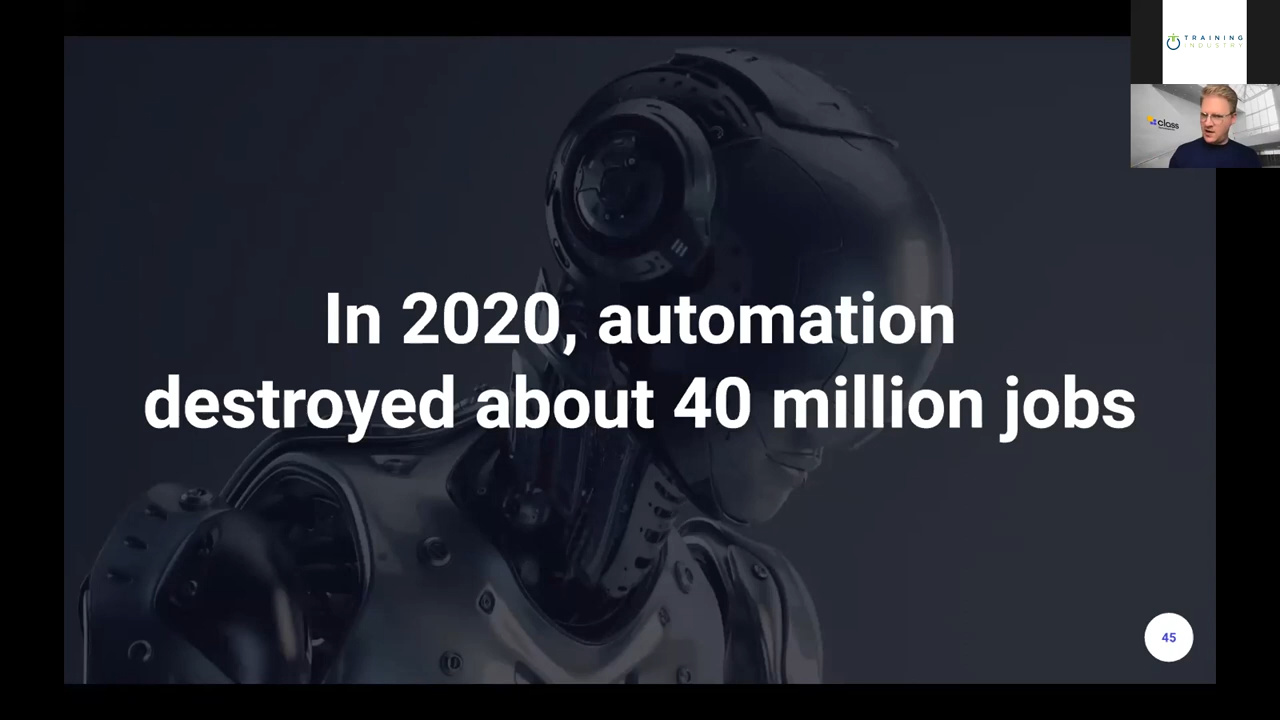 TRAINING
INDUSTRY
class
In 2020, automation
destroyed about 40 million jobs
45